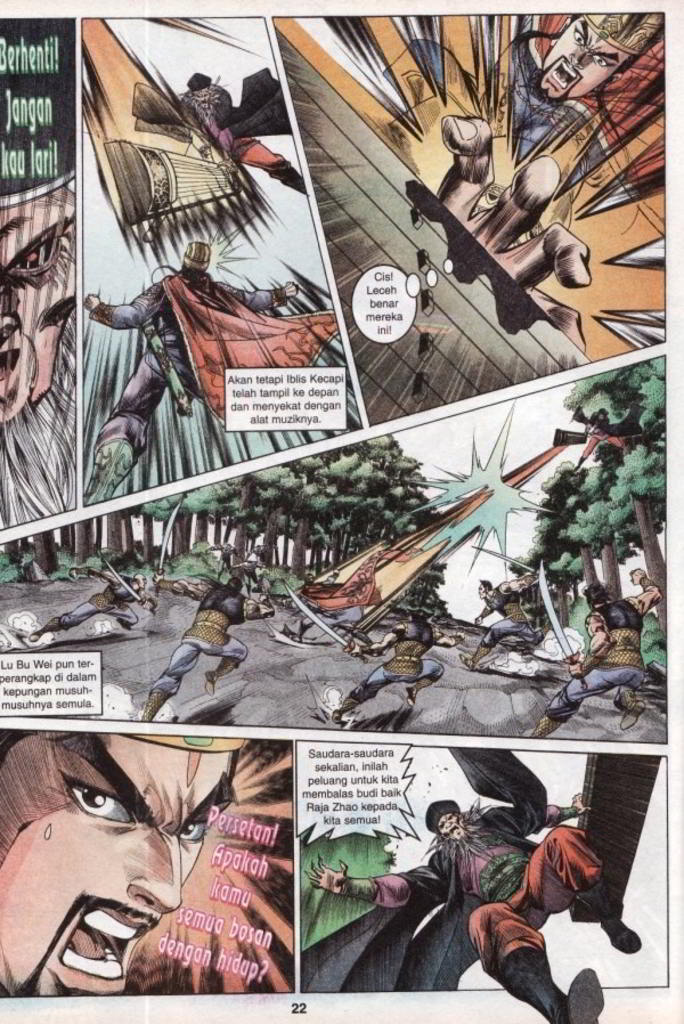 Berhenti!
Jangan
kau lari!
Akan tetapi Iblis Kecapi
telah tampil ke depan
dan menyekat dengan
alat muziknya.
Cis!
Leceh
benar
mereka
ini!
Lu Bu Wei pun ter-
perangkap di dalam
kepungan musuh-
musuhnya semula.
Persetan!
Apakah
kamu
semua bosan
dengan hidup?
Saudara-saudara
sekalian, inilah
peluang untuk kita
membalas budi baik
Raja Zhao kepada
kita semua!
22